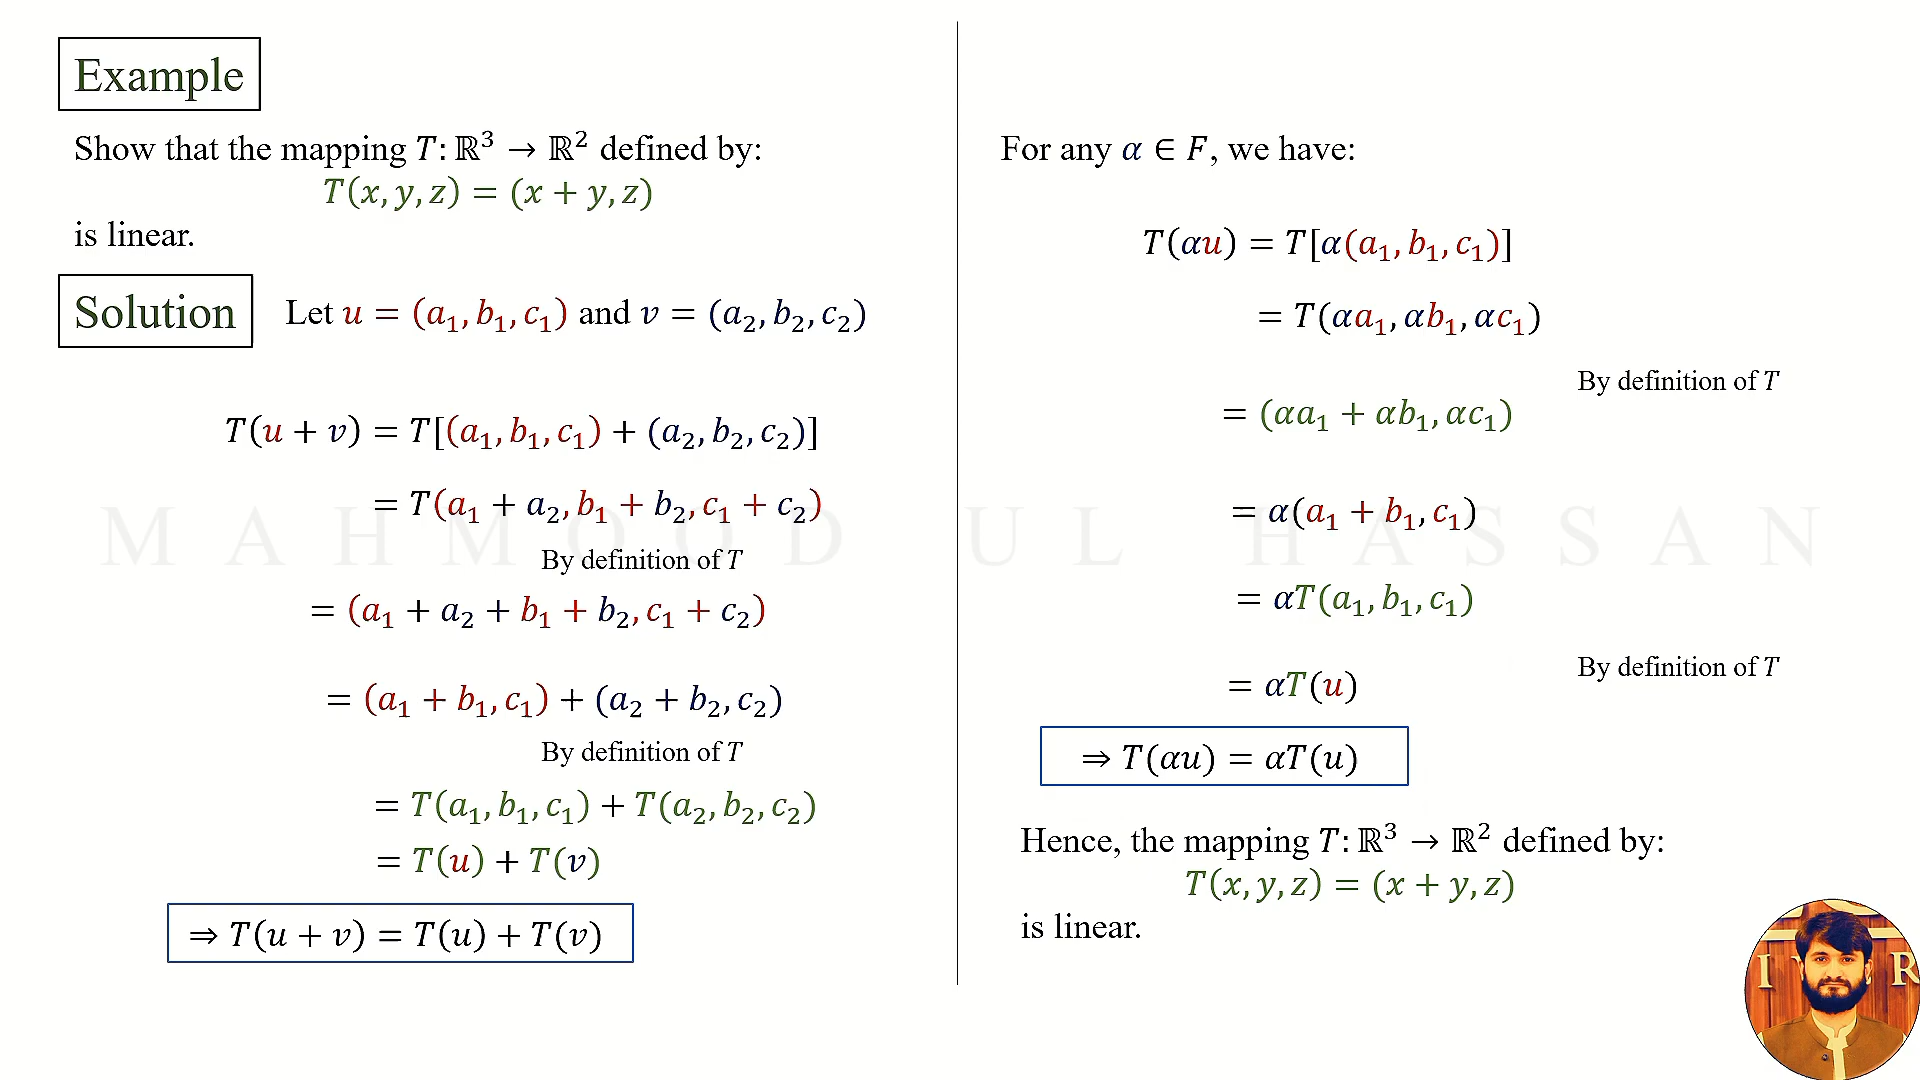 Example
Show that the mapping T: ℝ³ → ℝ² defined by:
T(x, y, z) = (x + y, z)
is linear.
Solution
Let u = (a₁, b₁, c₁) and v = (a₂, b₂, c₂)
T(u + v) = T[(a₁, b₁, c₁) + (a₂, b₂, c₂)]
= T(a₁ + a₂, b₁ + b₂, c₁ + c₂)
By definition of T
= (a₁ + a₂ + b₁ + b₂, c₁ + c₂)
= (a₁ + b₁, c₁) + (a₂ + b₂, c₂)
By definition of T
= T(a₁, b₁, c₁) + T(a₂, b₂, c₂)
= T(u) + T(v)
⇒ T(u + v) = T(u) + T(v)
For any α ∈ F, we have:
T(αu) = T[α(a₁, b₁, c₁)]
= T(αa₁, αb₁, αc₁)
By definition of T
= (αa₁ + αb₁, αc₁)
= α(a₁ + b₁, c₁)
= αT(a₁, b₁, c₁)
By definition of T
= αT(u)
⇒ T(αu) = αT(u)
Hence, the mapping T: ℝ³ → ℝ² defined by:
T(x, y, z) = (x + y, z)
is linear.
MAHMOOD UL HASSAN